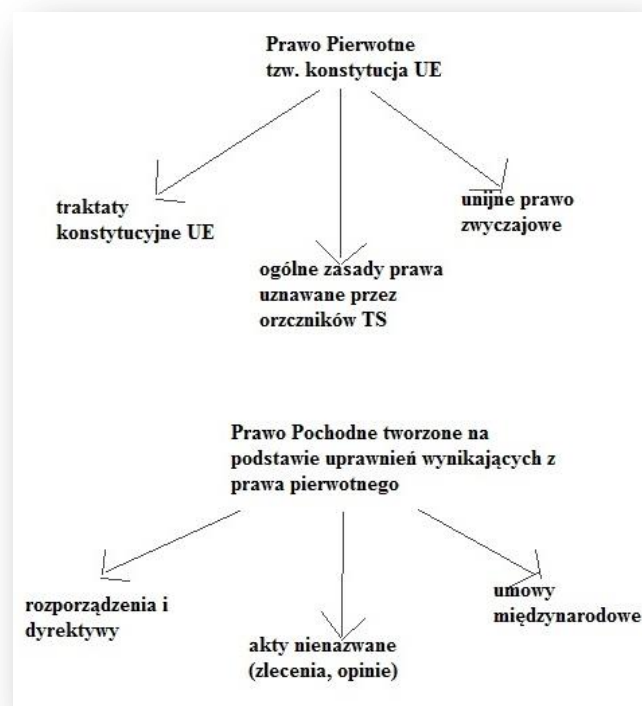 Prawo Pierwotne
tzw. konstytucja UE
traktaty
konstytucyjne UE
ogólne zasady prawa
uznawane przez
orzczników TS
unijne prawo
zwyczajowe
Prawo Pochodne tworzone na
podstawie uprawnień wynikających z
prawa pierwotnego
rozporządzenia i
dyrektywy
akty nienazwane
(zlecenia, opinie)
umowy
międzynarodowe